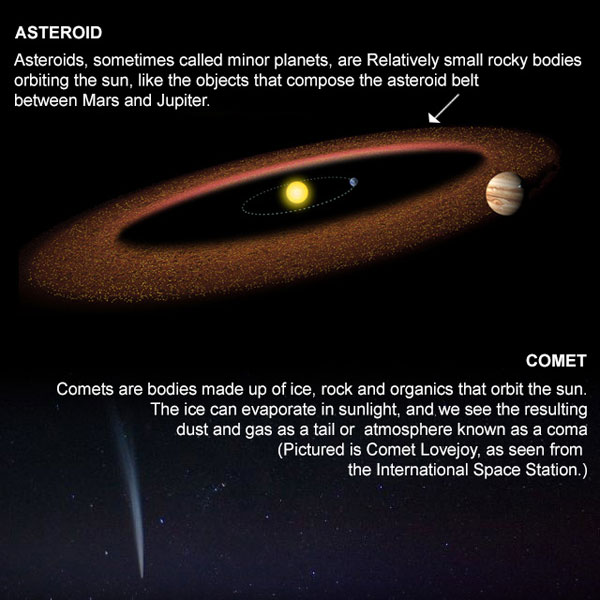 ASTEROID
Asteroids, sometimes called minor planets, are Relatively small rocky bodies
orbiting the sun, like the objects that compose the asteroid belt
between Mars and Jupiter.
COMET
Comets are bodies made up of ice, rock and organics that orbit the sun.
The ice can evaporate in sunlight, and we see the resulting
dust and gas as a tail or atmosphere known as a coma
(Pictured is Comet Lovejoy, as seen from
the International Space Station.)